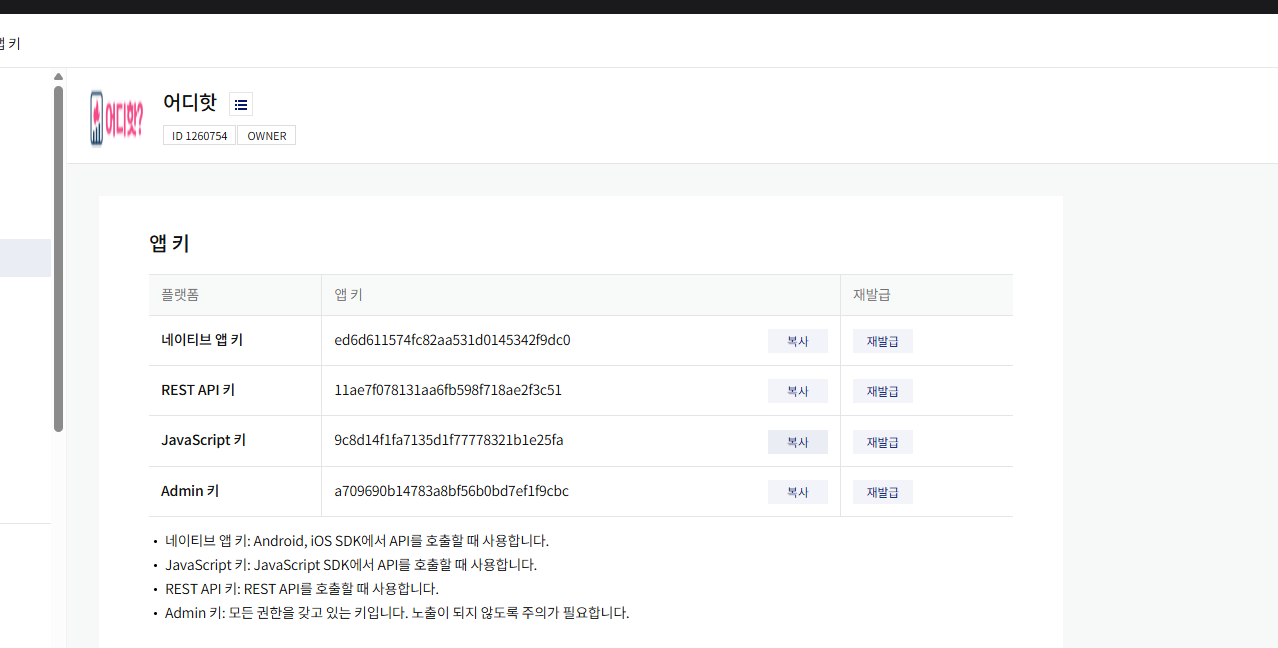 앱 키
어디핫?
어디핫
ID 1260754 OWNER
앱 키
플랫폼 앱 키 재발급
네이티브 앱 키 ed6d611574fc82aa531d0145342f9dc0 복사 재발급
REST API 키 11ae7f078131aa6fb598f718ae2f3c51 복사 재발급
JavaScript 키 9c8d14f1fa7135d1f77778321b1e25fa 복사 재발급
Admin 키 a709690b14783a8bf56b0bd7ef1f9cbc 복사 재발급
• 네이티브 앱 키: Android, iOS SDK에서 API를 호출할 때 사용합니다.
• JavaScript 키: JavaScript SDK에서 API를 호출할 때 사용합니다.
• REST API 키: REST API를 호출할 때 사용합니다.
• Admin 키: 모든 권한을 갖고 있는 키입니다. 노출이 되지 않도록 주의가 필요합니다.